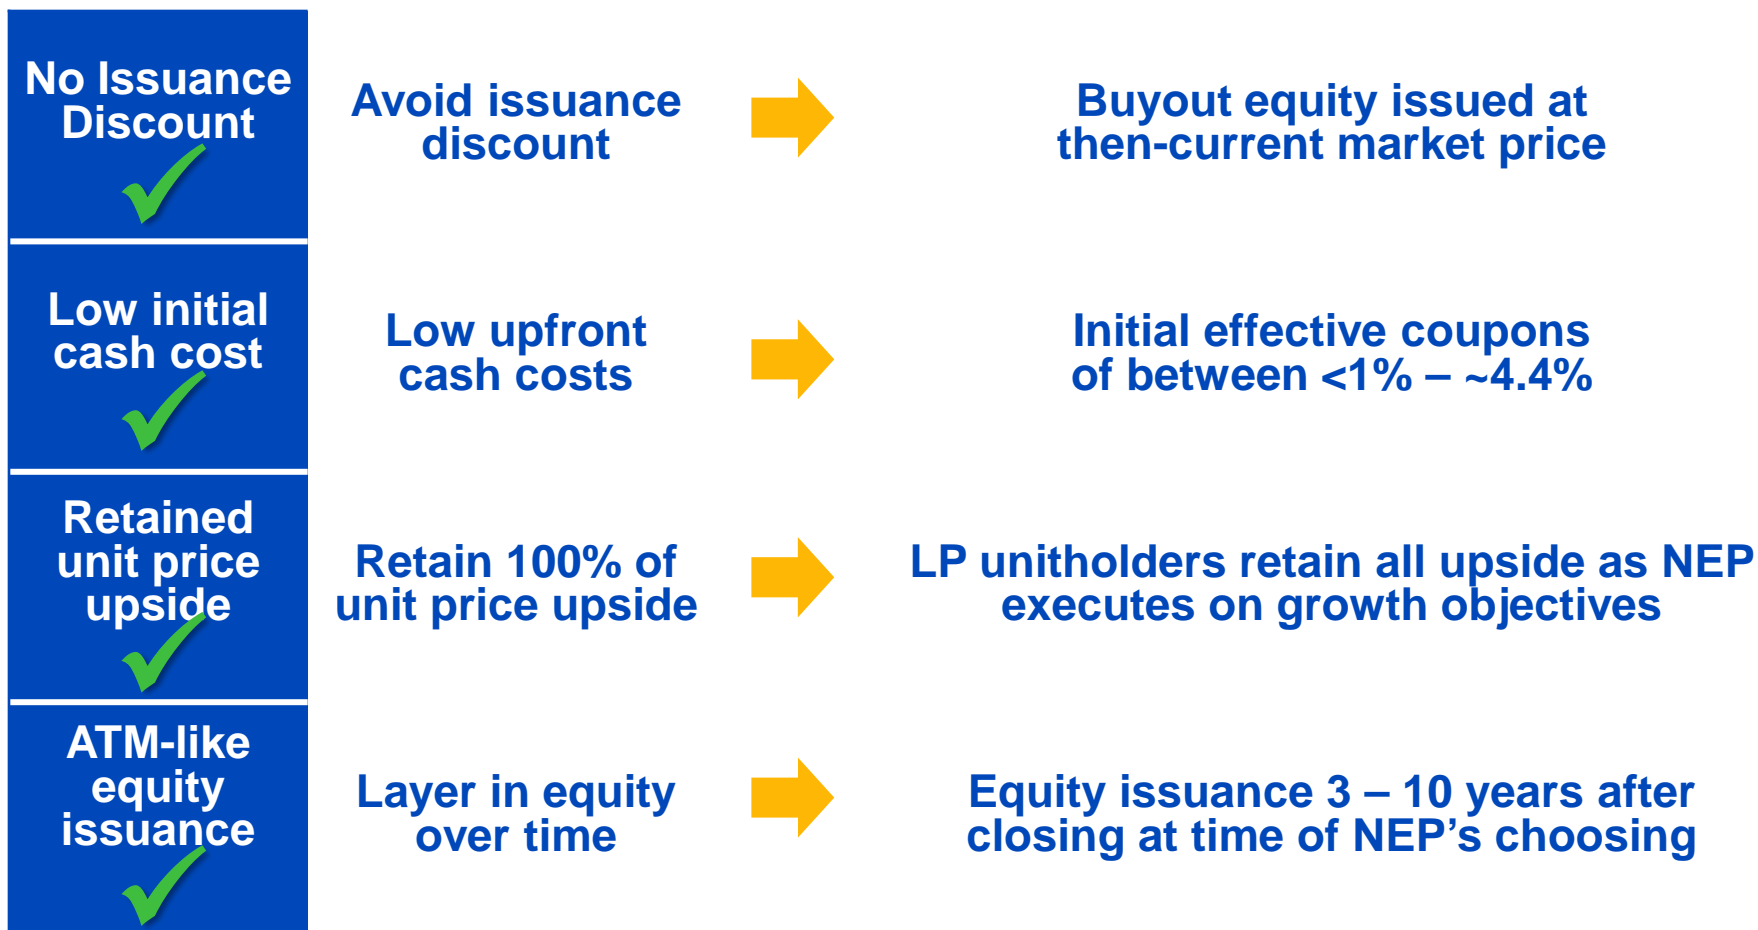 No Issuance
Discount
Avoid issuance
discount
Buyout equity issued at
then-current market price
Low initial
cash cost
Low upfront
cash costs
Initial effective coupons
of between <1% – ~4.4%
Retained
unit price
upside
Retain 100% of
unit price upside
LP unitholders retain all upside as NEP
executes on growth objectives
ATM-like
equity
issuance
Layer in equity
over time
Equity issuance 3 – 10 years after
closing at time of NEP’s choosing